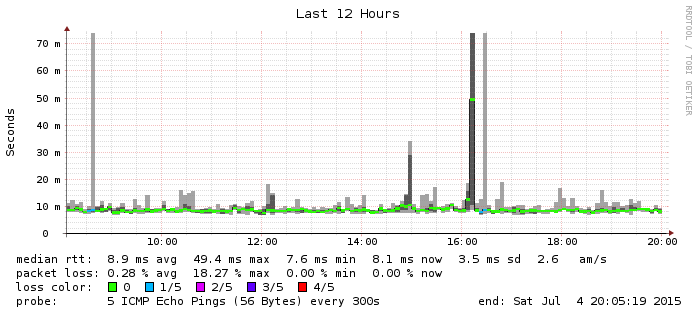 Last 12 Hours
RRDTOOL / TOBI OETIKER
Seconds
70 m
60 m
50 m
40 m
30 m
20 m
10 m
0
10:00 12:00 14:00 16:00 18:00 20:00
median rtt: 8.9 ms avg 49.4 ms max 7.6 ms min 8.1 ms now 3.5 ms sd 2.6 am/s
packet loss: 0.28 % avg 18.27 % max 0.00 % min 0.00 % now
loss color: 0 1/5 2/5 3/5 4/5
probe: 5 ICMP Echo Pings (56 Bytes) every 300s end: Sat Jul 4 20:05:19 2015